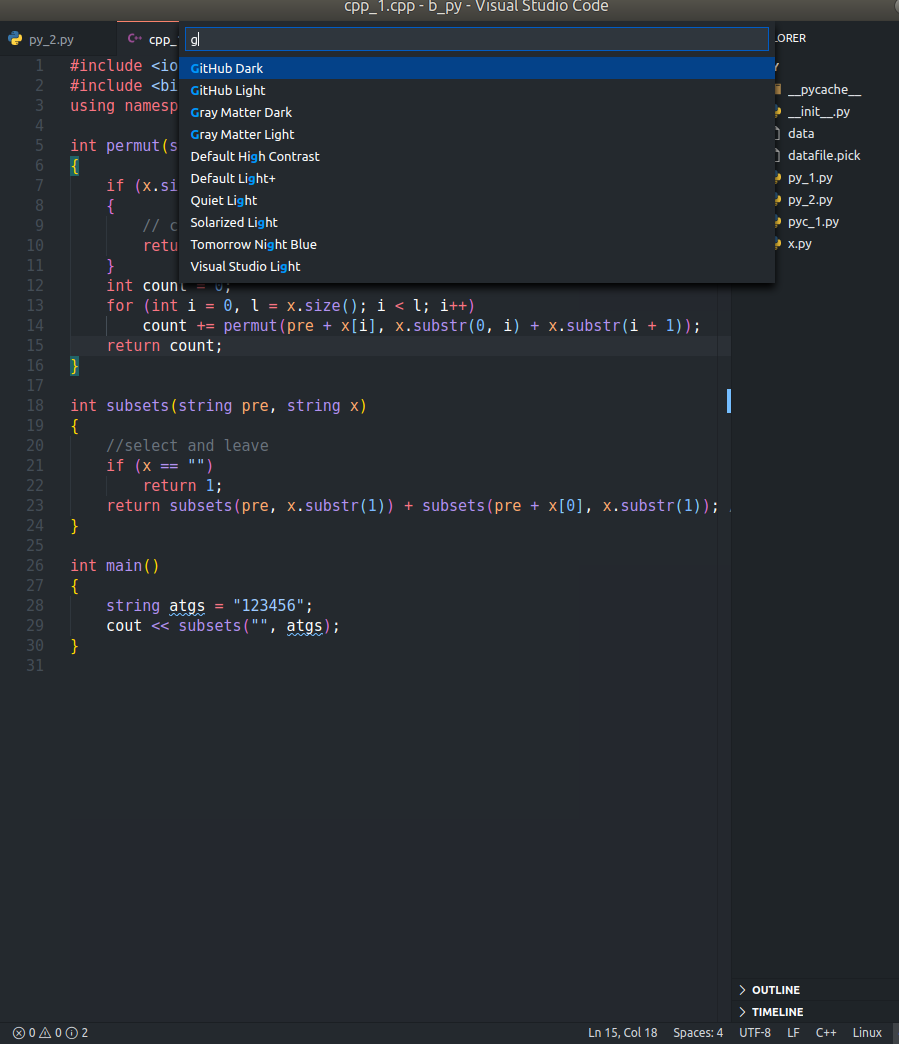 cpp_1.cpp - b_py - Visual Studio Code
py_2.py
C++ cpp_
g
GitHub Dark
GitHub Light
Gray Matter Dark
Gray Matter Light
Default High Contrast
Default Light+
Quiet Light
Solarized Light
Tomorrow Night Blue
Visual Studio Light
1 #include <io
2 #include <bi
3 using namesp
4
5 int permut(s
6 {
7 if (x.si
8 {
9 // c
10 retu
11 }
12 int count = 0;
13 for (int i = 0, l = x.size(); i < l; i++)
14 count += permut(pre + x[i], x.substr(0, i) + x.substr(i + 1));
15 return count;
16 }
17
18 int subsets(string pre, string x)
19 {
20 //select and leave
21 if (x == "")
22 return 1;
23 return subsets(pre, x.substr(1)) + subsets(pre + x[0], x.substr(1));
24 }
25
26 int main()
27 {
28 string atgs = "123456";
29 cout << subsets("", atgs);
30 }
31
ORER
Y
__pycache__
__init__.py
data
datafile.pick
py_1.py
py_2.py
pyc_1.py
x.py
OUTLINE
TIMELINE
0 0 2
Ln 15, Col 18 Spaces: 4 UTF-8 LF C++ Linux